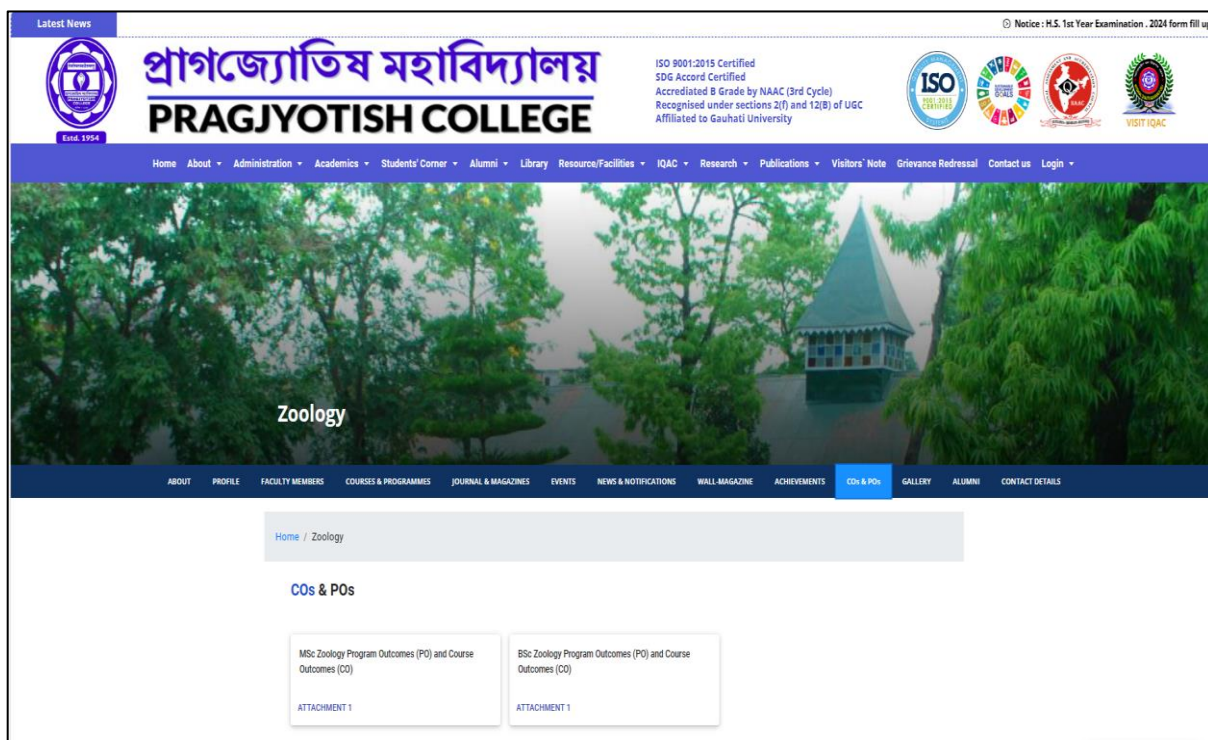 Latest News
Notice : H.S. 1st Year Examination . 2024 form fill up
প্রাগজ্যোতিষ মহাবিদ্যালয়
PRAGJYOTISH COLLEGE
Estd. 1954
ISO 9001:2015 Certified
SDG Accord Certified
Accrediated B Grade by NAAC (3rd Cycle)
Recognised under sections 2(f) and 12(B) of UGC
Affiliated to Gauhati University
ISO
9001:2015
CERTIFIED
VISIT IQAC
Home About Administration Academics Students' Corner Alumni Library Resource/Facilities IQAC Research Publications Visitors` Note Grievance Redressal Contact us Login
Zoology
ABOUT PROFILE FACULTY MEMBERS COURSES & PROGRAMMES JOURNAL & MAGAZINES EVENTS NEWS & NOTIFICATIONS WALL-MAGAZINE ACHIEVEMENTS COs & POs GALLERY ALUMNI CONTACT DETAILS
Home / Zoology
COs & POs
MSc Zoology Program Outcomes (PO) and Course
Outcomes (CO)
ATTACHMENT 1
BSc Zoology Program Outcomes (PO) and Course
Outcomes (CO)
ATTACHMENT 1